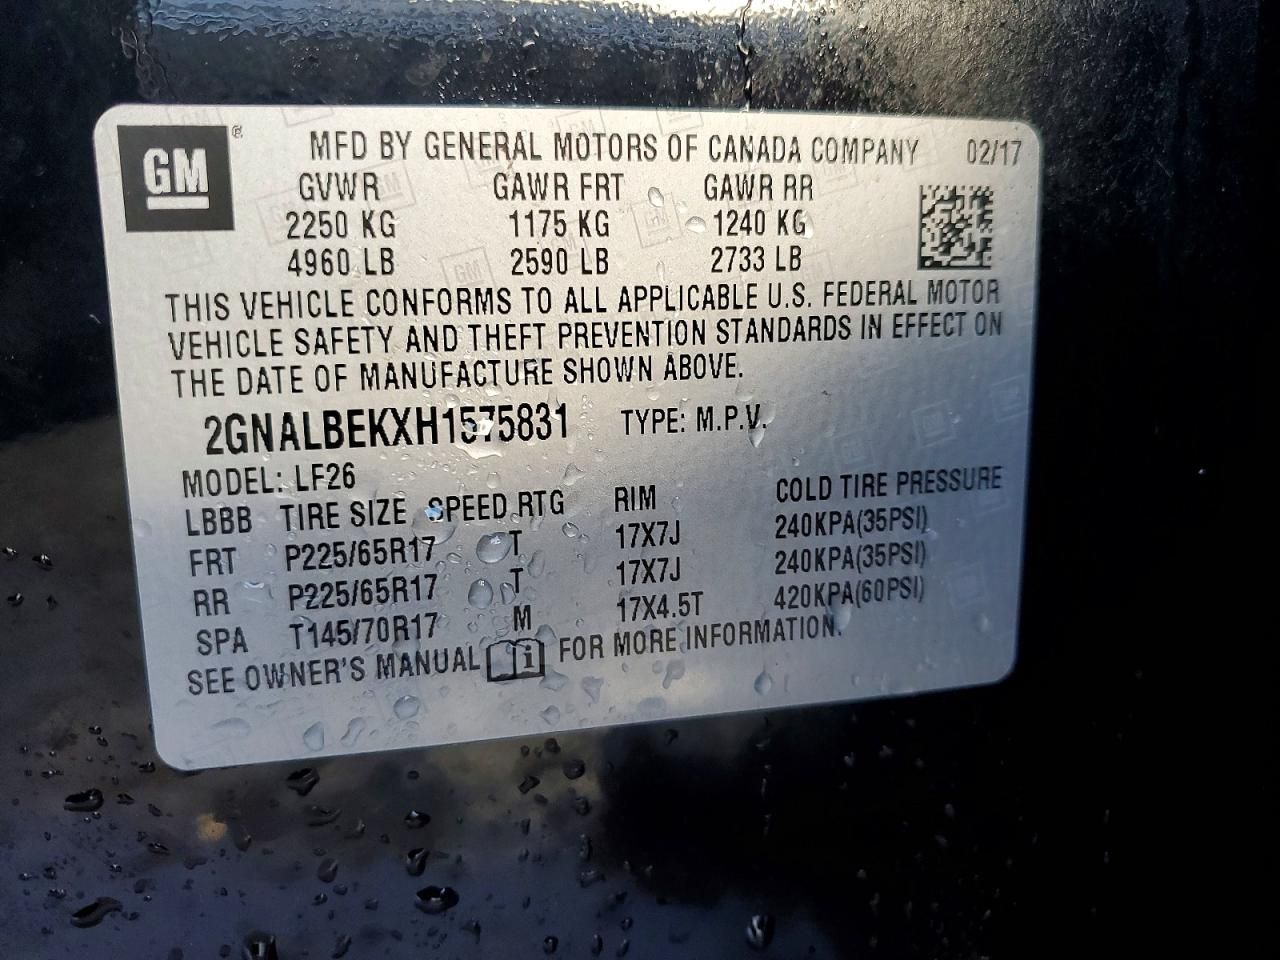 GM ® MFD BY GENERAL MOTORS OF CANADA COMPANY 02/17
GVWR GAWR FRT GAWR RR
2250 KG 1175 KG 1240 KG
4960 LB 2590 LB 2733 LB
THIS VEHICLE CONFORMS TO ALL APPLICABLE U.S. FEDERAL MOTOR
VEHICLE SAFETY AND THEFT PREVENTION STANDARDS IN EFFECT ON
THE DATE OF MANUFACTURE SHOWN ABOVE.
2GNALBEKXH1575831 TYPE: M.P.V.
MODEL: LF26
LBBB TIRE SIZE SPEED RTG RIM COLD TIRE PRESSURE
FRT P225/65R17 T 17X7J 240KPA(35PSI)
RR P225/65R17 T 17X7J 240KPA(35PSI)
SPA T145/70R17 M 17X4.5T 420KPA(60PSI)
SEE OWNER'S MANUAL i FOR MORE INFORMATION.